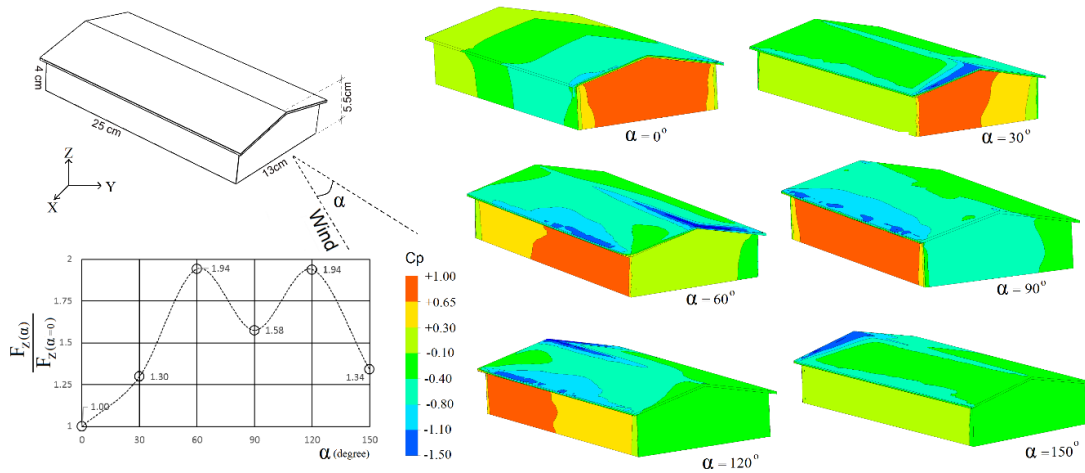 4 cm
25 cm
13cm
5.5cm
Z
Y
X
Wind
α
F_Z(α)
F_Z(α=0)
2
1.75
1.5
1.25
1
1.00
1.30
1.94
1.58
1.94
1.34
0 30 60 90 120 150
α (degree)
Cp
+1.00
+0.65
+0.30
-0.10
-0.40
-0.80
-1.10
-1.50
α=0°
α=30°
α=60°
α=90°
α=120°
α=150°